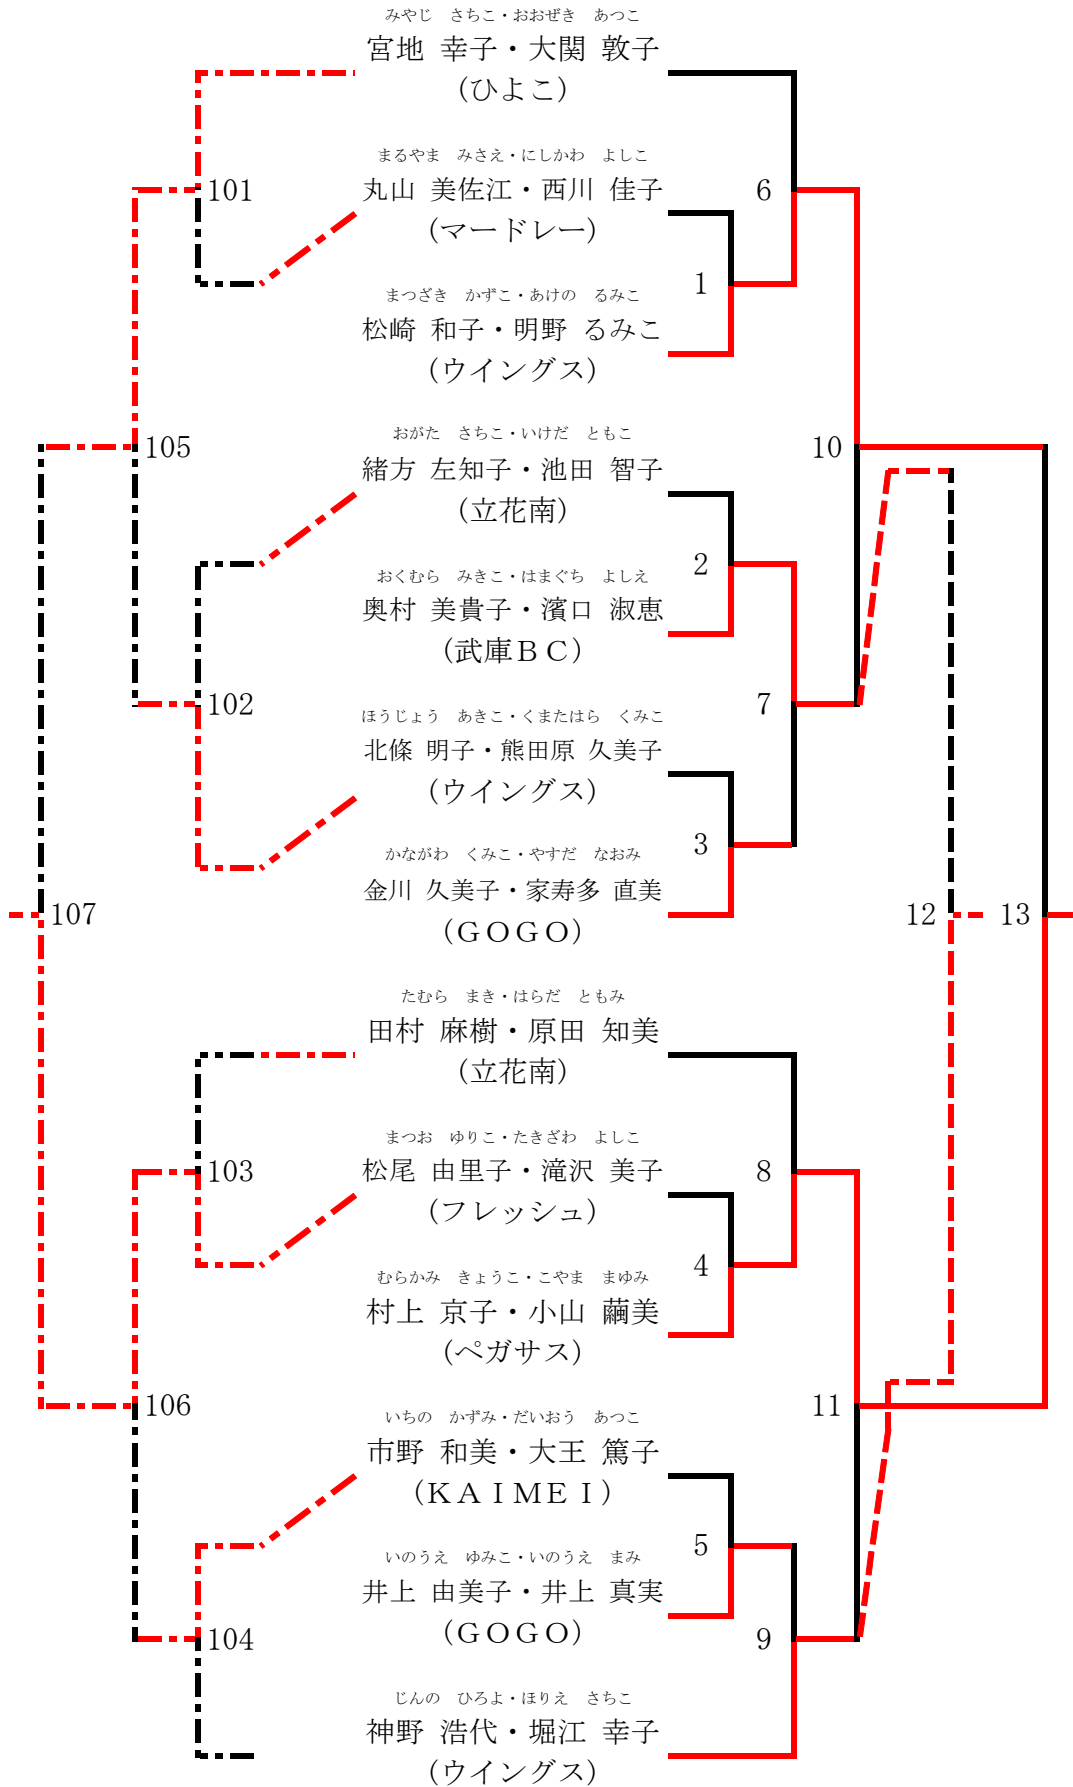 みやじ　さちこ・おおぜき　あつこ
宮地 幸子・大関 敦子
(ひよこ)
まるやま　みさえ・にしかわ　よしこ
101
丸山 美佐江・西川 佳子
6
(マードレー)
1
まつざき　かずこ・あけの　るみこ
松崎 和子・明野 るみこ
(ウイングス)
おがた　さちこ・いけだ　ともこ
105
10
緒方 左知子・池田 智子
(立花南)
2
おくむら　みきこ・はまぐち　よしえ
奥村 美貴子・濱口 淑恵
(武庫ＢＣ)
102
7
ほうじょう　あきこ・くまたはら　くみこ
北條 明子・熊田原 久美子
(ウイングス)
3
かながわ　くみこ・やすだ　なおみ
金川 久美子・家寿多 直美
107
12
13
(ＧＯＧＯ)
たむら　まき・はらだ　ともみ
田村 麻樹・原田 知美
(立花南)
まつお　ゆりこ・たきざわ　よしこ
103
松尾 由里子・滝沢 美子
8
(フレッシュ)
4
むらかみ　きょうこ・こやま　まゆみ
村上 京子・小山 繭美
(ペガサス)
106
11
いちの　かずみ・だいおう　あつこ
市野 和美・大王 篤子
(ＫＡＩＭＥＩ)
5
いのうえ　ゆみこ・いのうえ　まみ
井上 由美子・井上 真実
(ＧＯＧＯ)
104
9
じんの　ひろよ・ほりえ　さちこ
神野 浩代・堀江 幸子
(ウイングス)